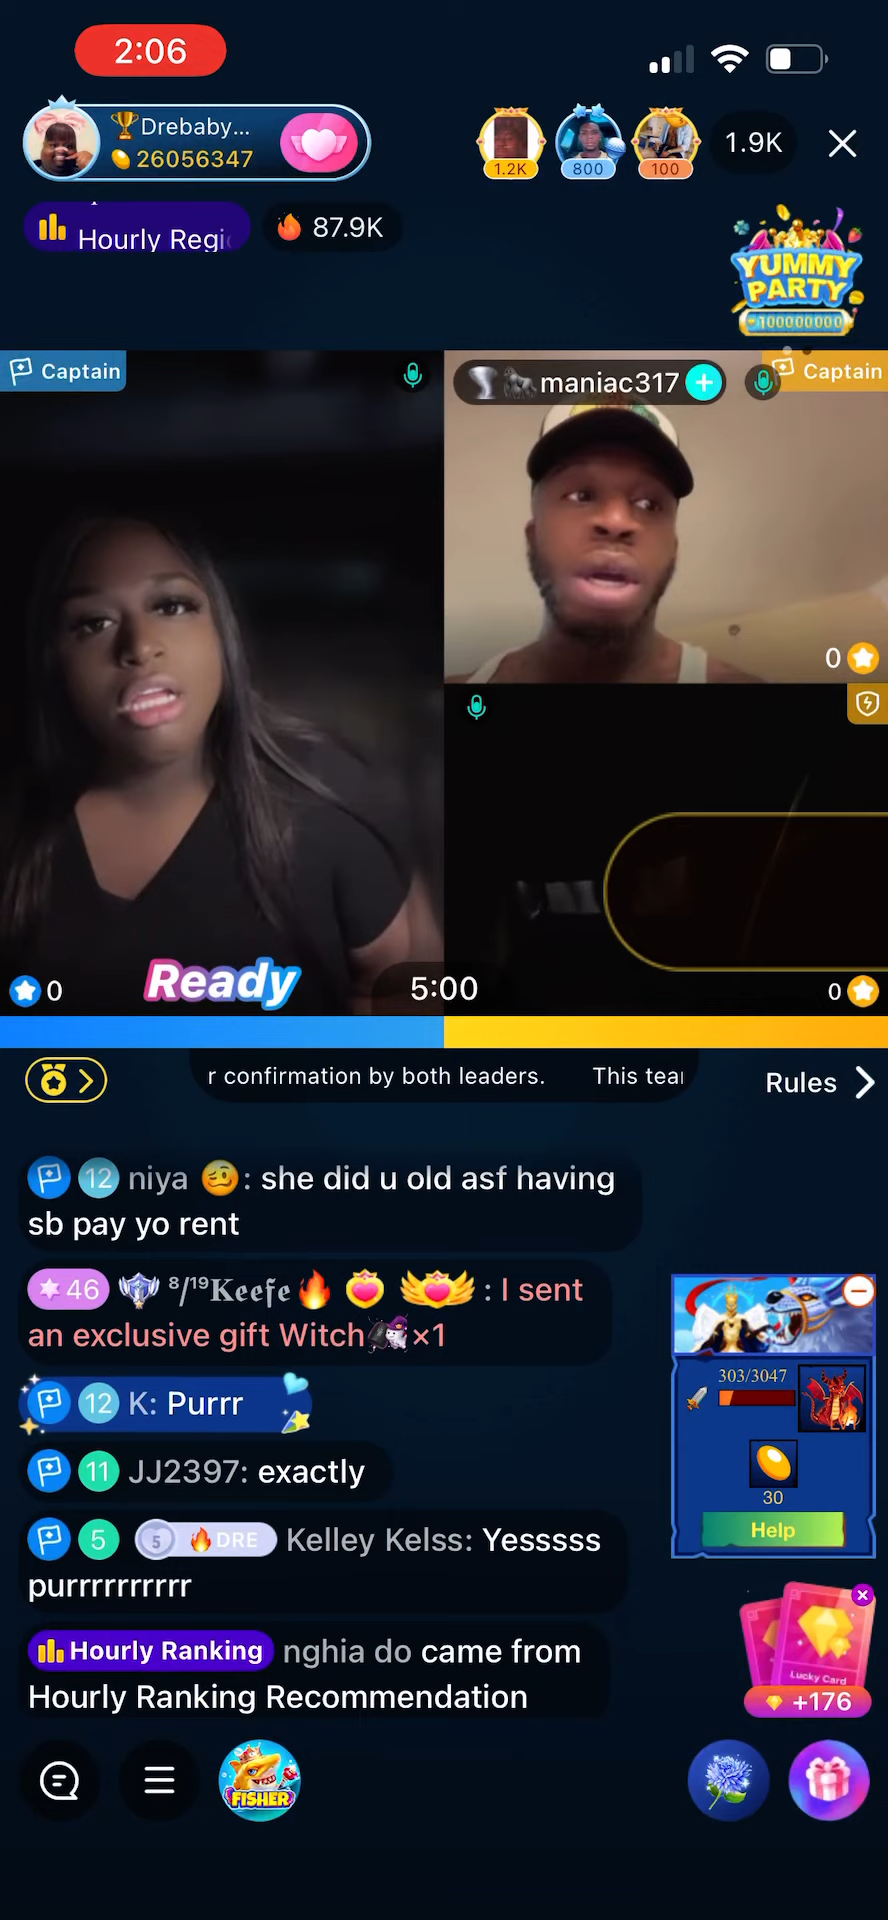 2:06
Drebaby...
26056347
1.2K
800
100
1.9K
Hourly Regi
87.9K
YUMMY
PARTY
100000000
Captain
maniac317
Captain
0
Ready
0
5:00
0
r confirmation by both leaders. This tea
Rules
12 niya : she did u old asf having
sb pay yo rent
46 8/19Keefe : I sent
an exclusive gift Witch ×1
12 K: Purrr
11 JJ2397: exactly
5 5 DRE Kelley Kelss: Yesssss
purrrrrrrrrr
Hourly Ranking nghia do came from
Hourly Ranking Recommendation
303/3047
30
Help
Lucky Card
+176
FISHER